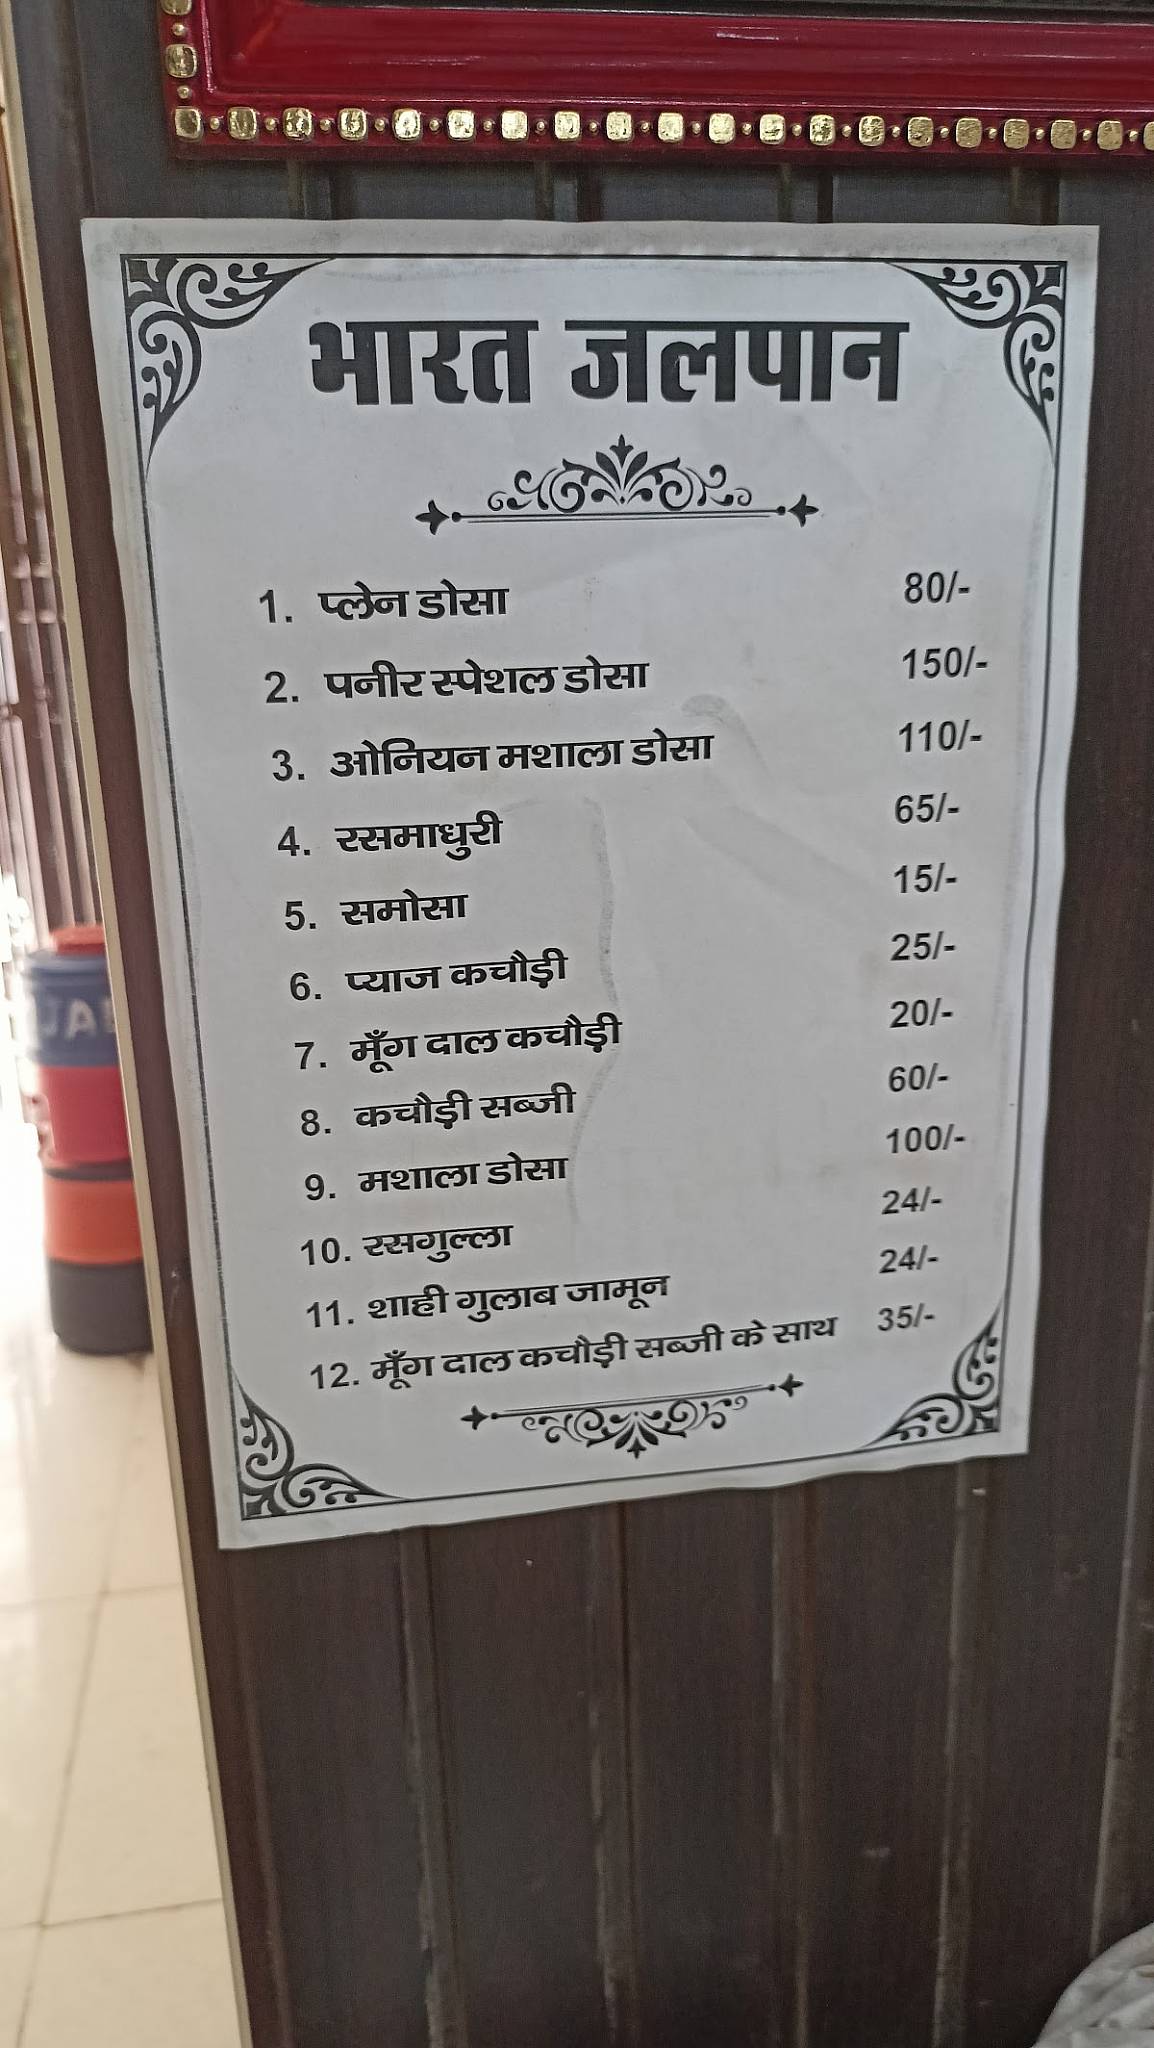 भारत जलपान
1. प्लेन डोसा 80/-
2. पनीर स्पेशल डोसा 150/-
3. ओनियन मशाला डोसा 110/-
4. रसमाधुरी 65/-
5. समोसा 15/-
6. प्याज कचौड़ी 25/-
7. मूँग दाल कचौड़ी 20/-
8. कचौड़ी सब्जी 60/-
9. मशाला डोसा 100/-
10. रसगुल्ला 24/-
11. शाही गुलाब जामून 24/-
12. मूँग दाल कचौड़ी सब्जी के साथ 35/-